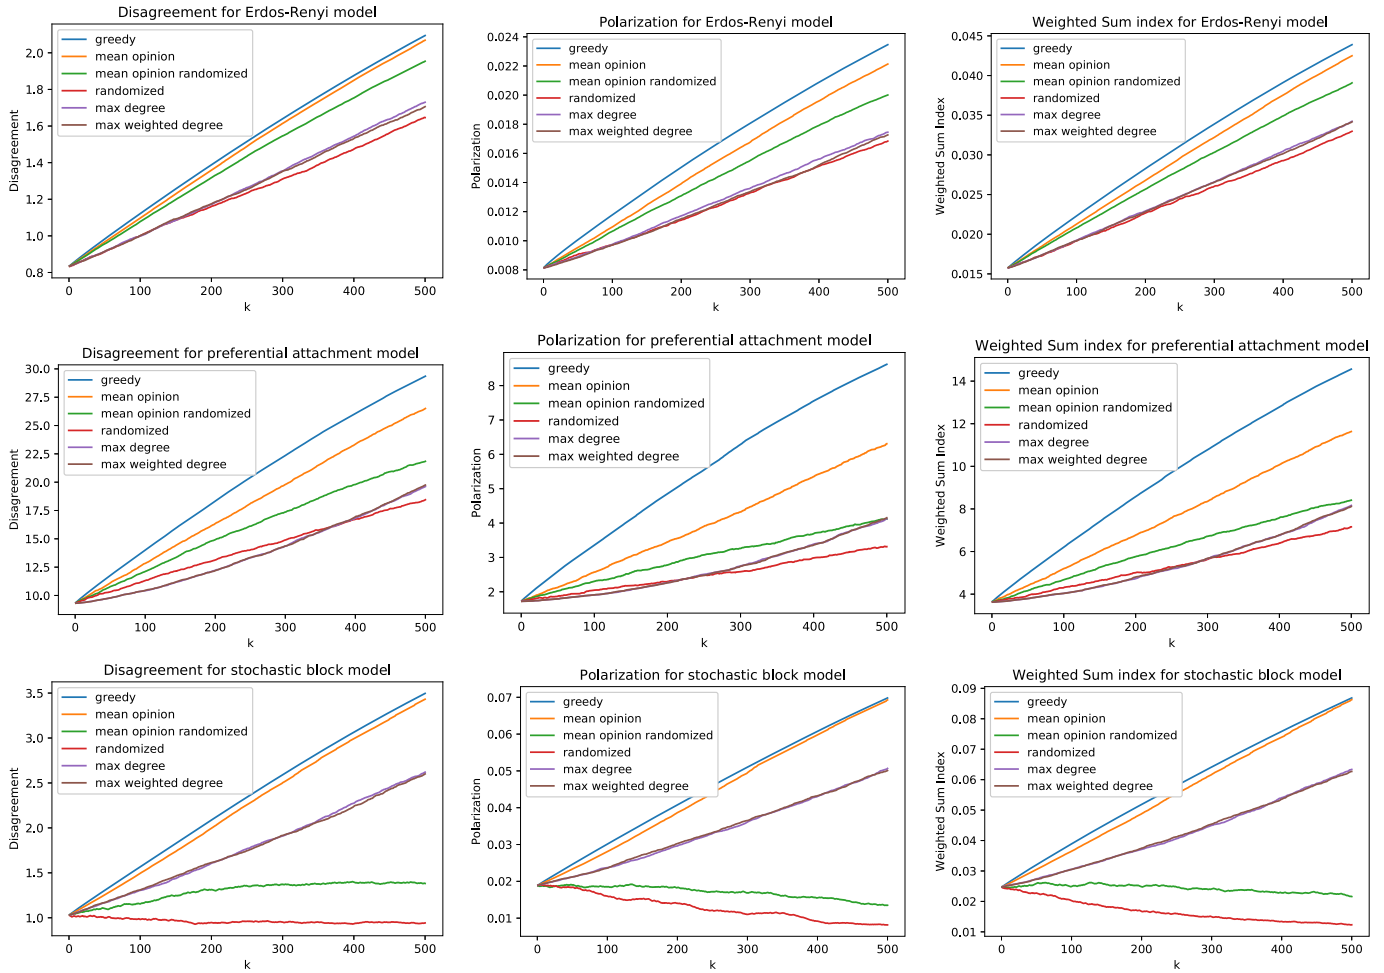 Disagreement for Erdos-Renyi model
greedy
mean opinion
mean opinion randomized
randomized
max degree
max weighted degree
Disagreement
2.0
1.8
1.6
1.4
1.2
1.0
0.8
0 100 200 300 400 500
k
Polarization for Erdos-Renyi model
greedy
mean opinion
mean opinion randomized
randomized
max degree
max weighted degree
Polarization
0.024
0.022
0.020
0.018
0.016
0.014
0.012
0.010
0.008
0 100 200 300 400 500
k
Weighted Sum index for Erdos-Renyi model
greedy
mean opinion
mean opinion randomized
randomized
max degree
max weighted degree
Weighted Sum Index
0.045
0.040
0.035
0.030
0.025
0.020
0.015
0 100 200 300 400 500
k
Disagreement for preferential attachment model
greedy
mean opinion
mean opinion randomized
randomized
max degree
max weighted degree
Disagreement
30.0
27.5
25.0
22.5
20.0
17.5
15.0
12.5
10.0
0 100 200 300 400 500
k
Polarization for preferential attachment model
greedy
mean opinion
mean opinion randomized
randomized
max degree
max weighted degree
Polarization
8
7
6
5
4
3
2
0 100 200 300 400 500
k
Weighted Sum index for preferential attachment model
greedy
mean opinion
mean opinion randomized
randomized
max degree
max weighted degree
Weighted Sum Index
14
12
10
8
6
4
0 100 200 300 400 500
k
Disagreement for stochastic block model
greedy
mean opinion
mean opinion randomized
randomized
max degree
max weighted degree
Disagreement
3.5
3.0
2.5
2.0
1.5
1.0
0 100 200 300 400 500
k
Polarization for stochastic block model
greedy
mean opinion
mean opinion randomized
randomized
max degree
max weighted degree
Polarization
0.07
0.06
0.05
0.04
0.03
0.02
0.01
0 100 200 300 400 500
k
Weighted Sum index for stochastic block model
greedy
mean opinion
mean opinion randomized
randomized
max degree
max weighted degree
Weighted Sum Index
0.09
0.08
0.07
0.06
0.05
0.04
0.03
0.02
0.01
0 100 200 300 400 500
k